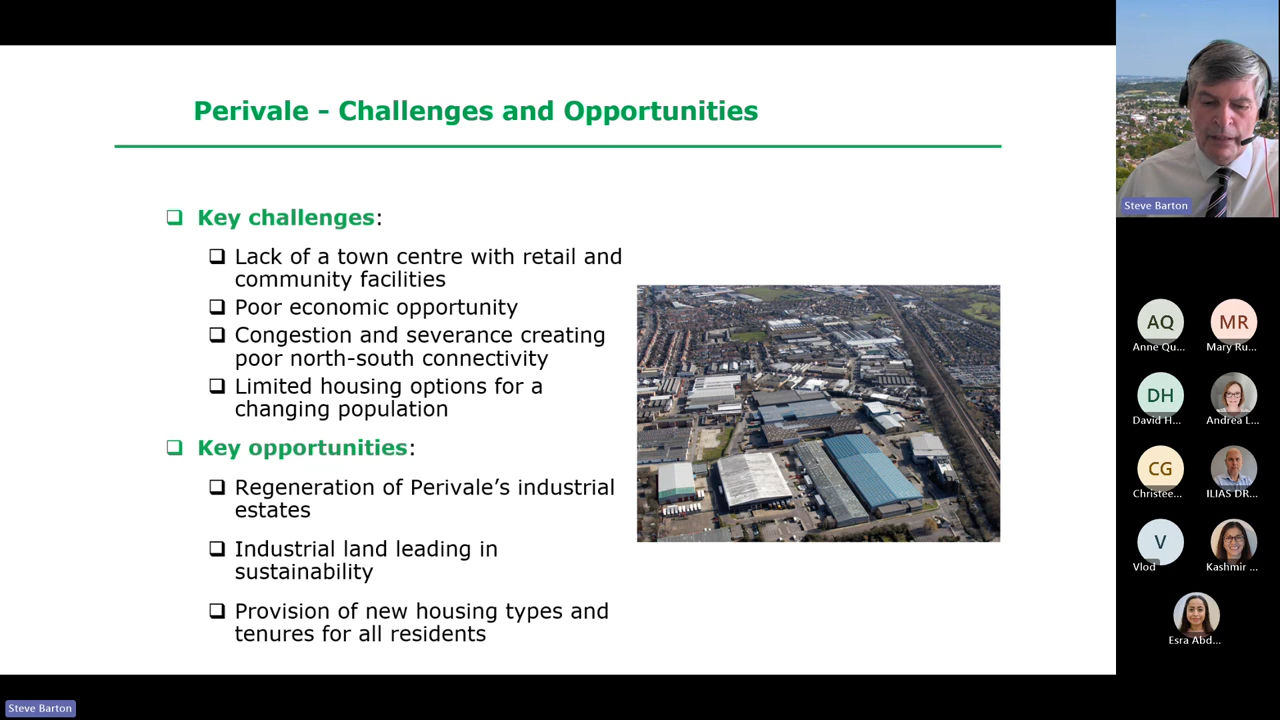 Perivale - Challenges and Opportunities
Key challenges:
Lack of a town centre with retail and
community facilities
Poor economic opportunity
Congestion and severance creating
poor north-south connectivity
Limited housing options for a
changing population
Key opportunities:
Regeneration of Perivale’s industrial
estates
Industrial land leading in
sustainability
Provision of new housing types and
tenures for all residents
Steve Barton
AQ
Anne Qu...
MR
Mary Ru...
DH
David H...
Andrea L...
CG
Christee...
ILIAS DR...
V
Vlod
Kashmir ...
Esra Abd...
Steve Barton